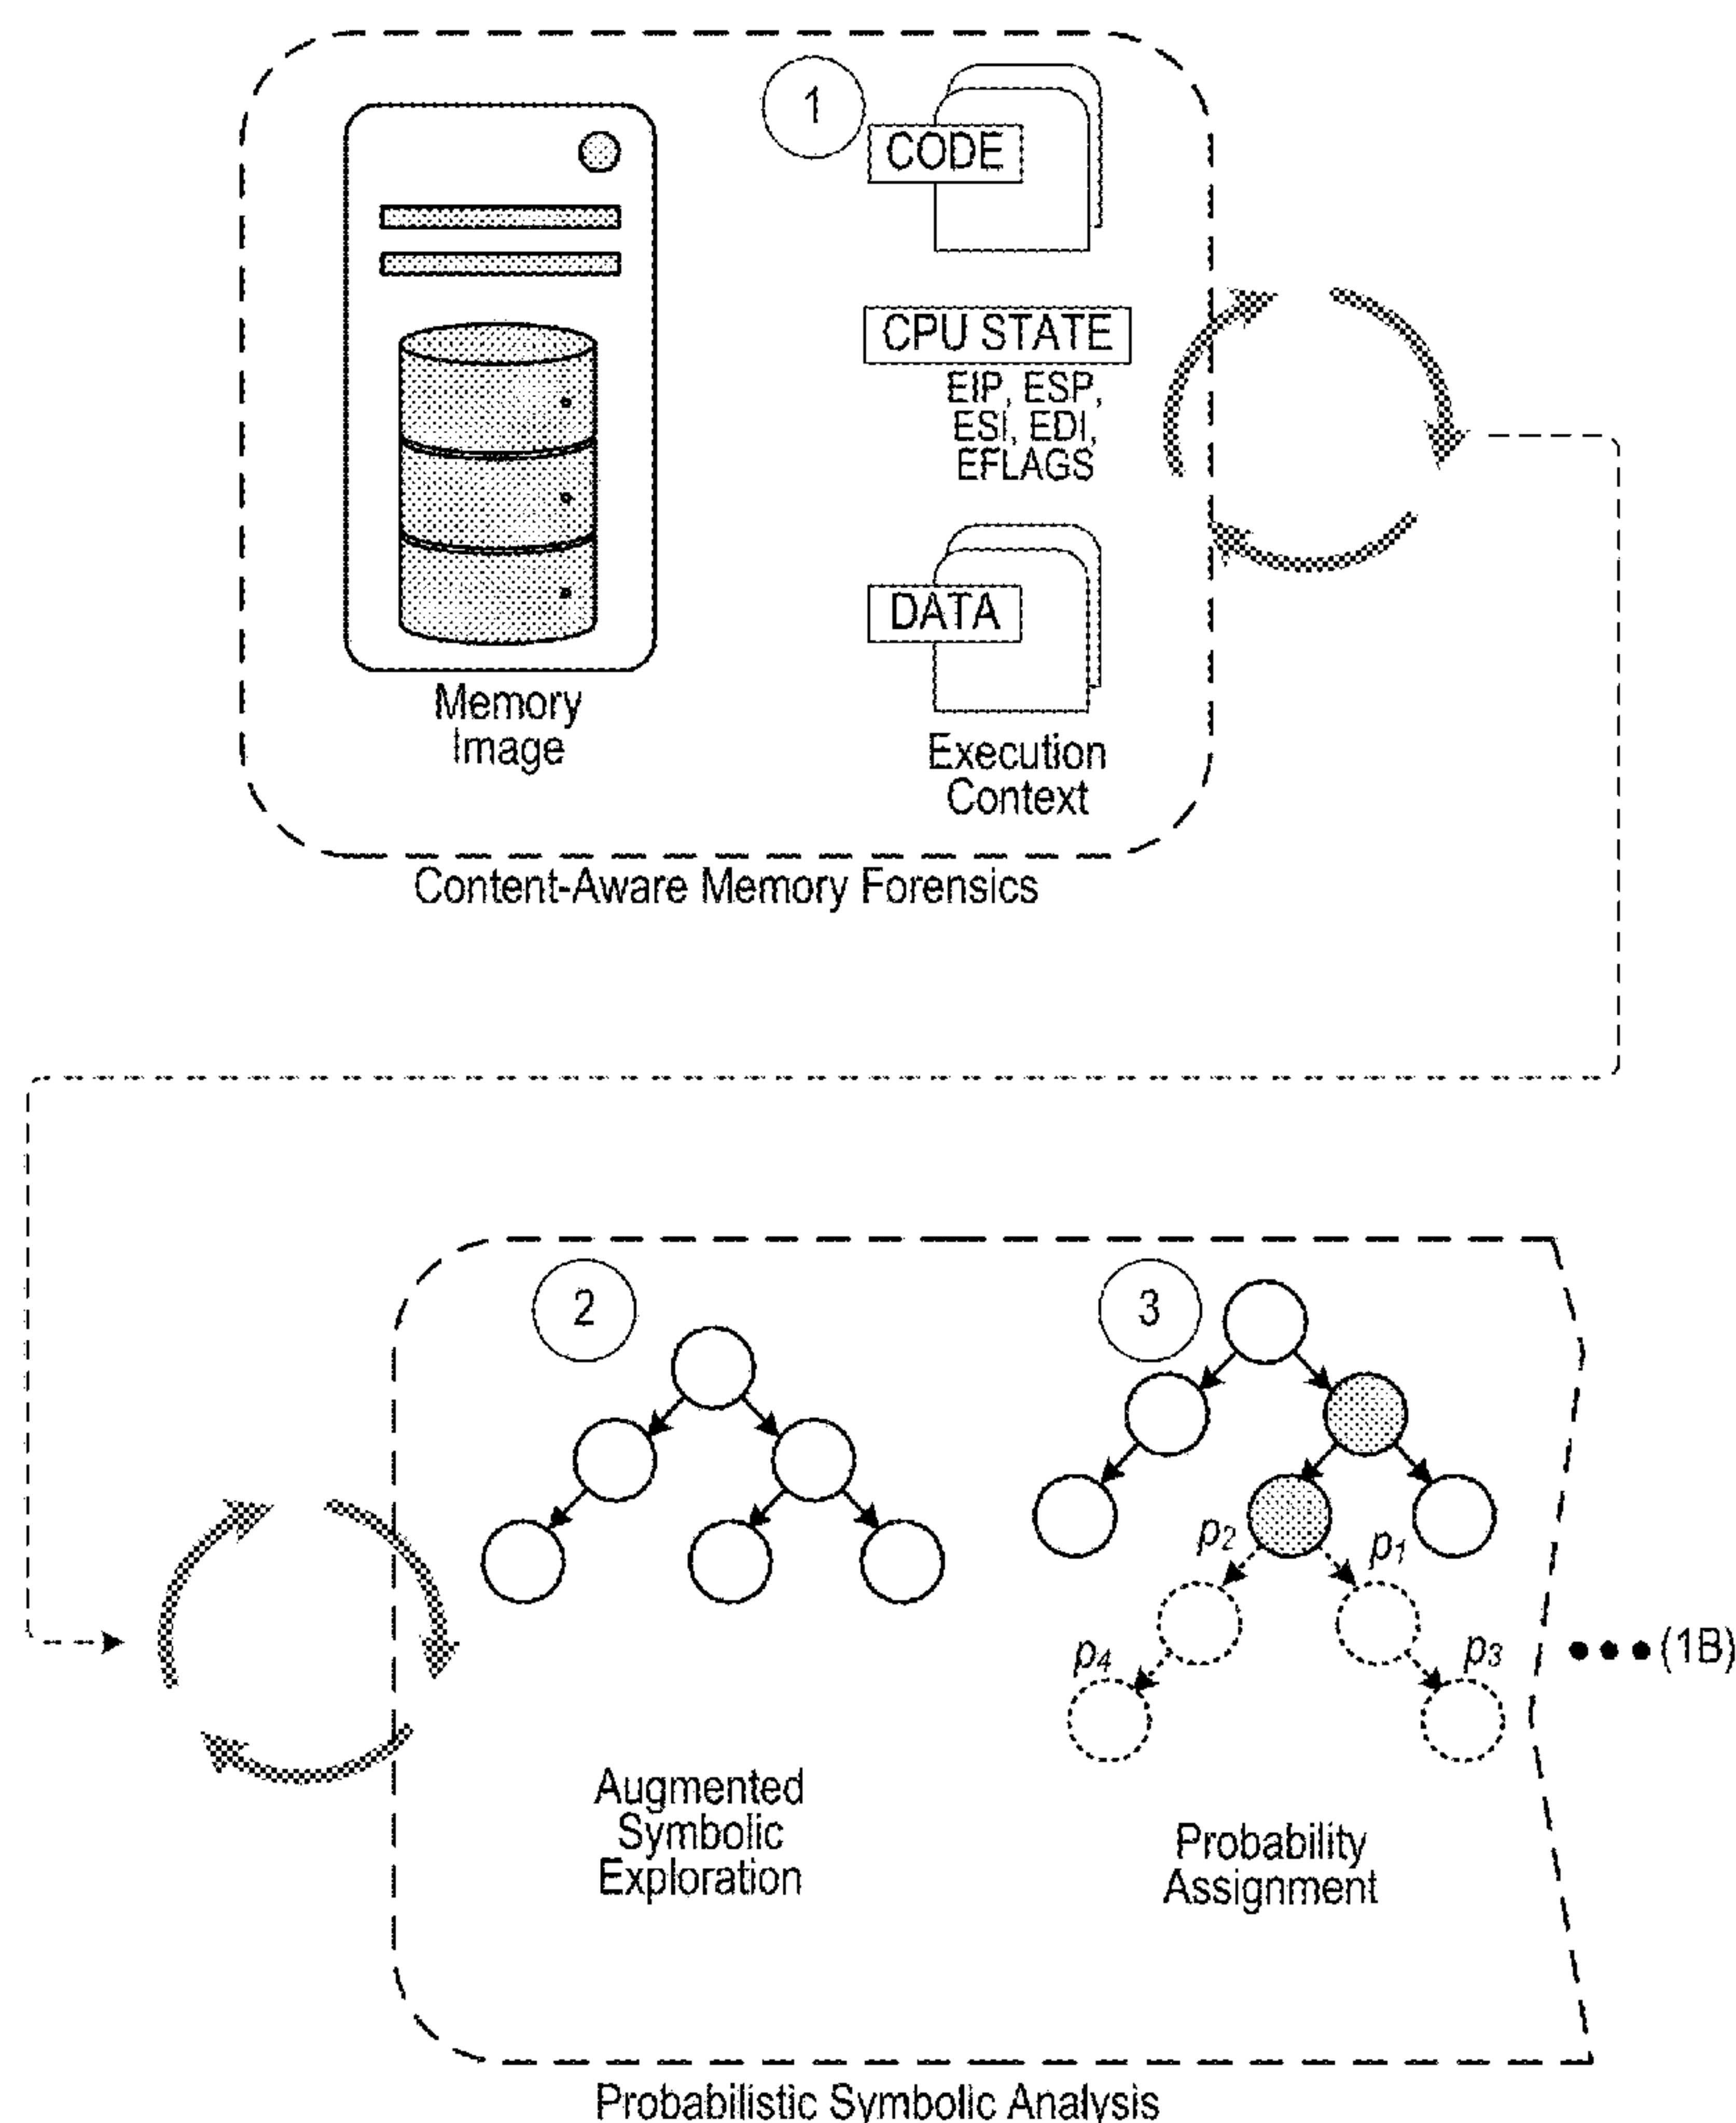 1
CODE
CPU STATE
EIP, ESP,
ESI, EDI,
EFLAGS
DATA
Memory
Image
Execution
Context
Content-Aware Memory Forensics
2
3
p2
p1
p4
p3
(1B)
Augmented
Symbolic
Exploration
Probability
Assignment
Probabilistic Symbolic Analysis